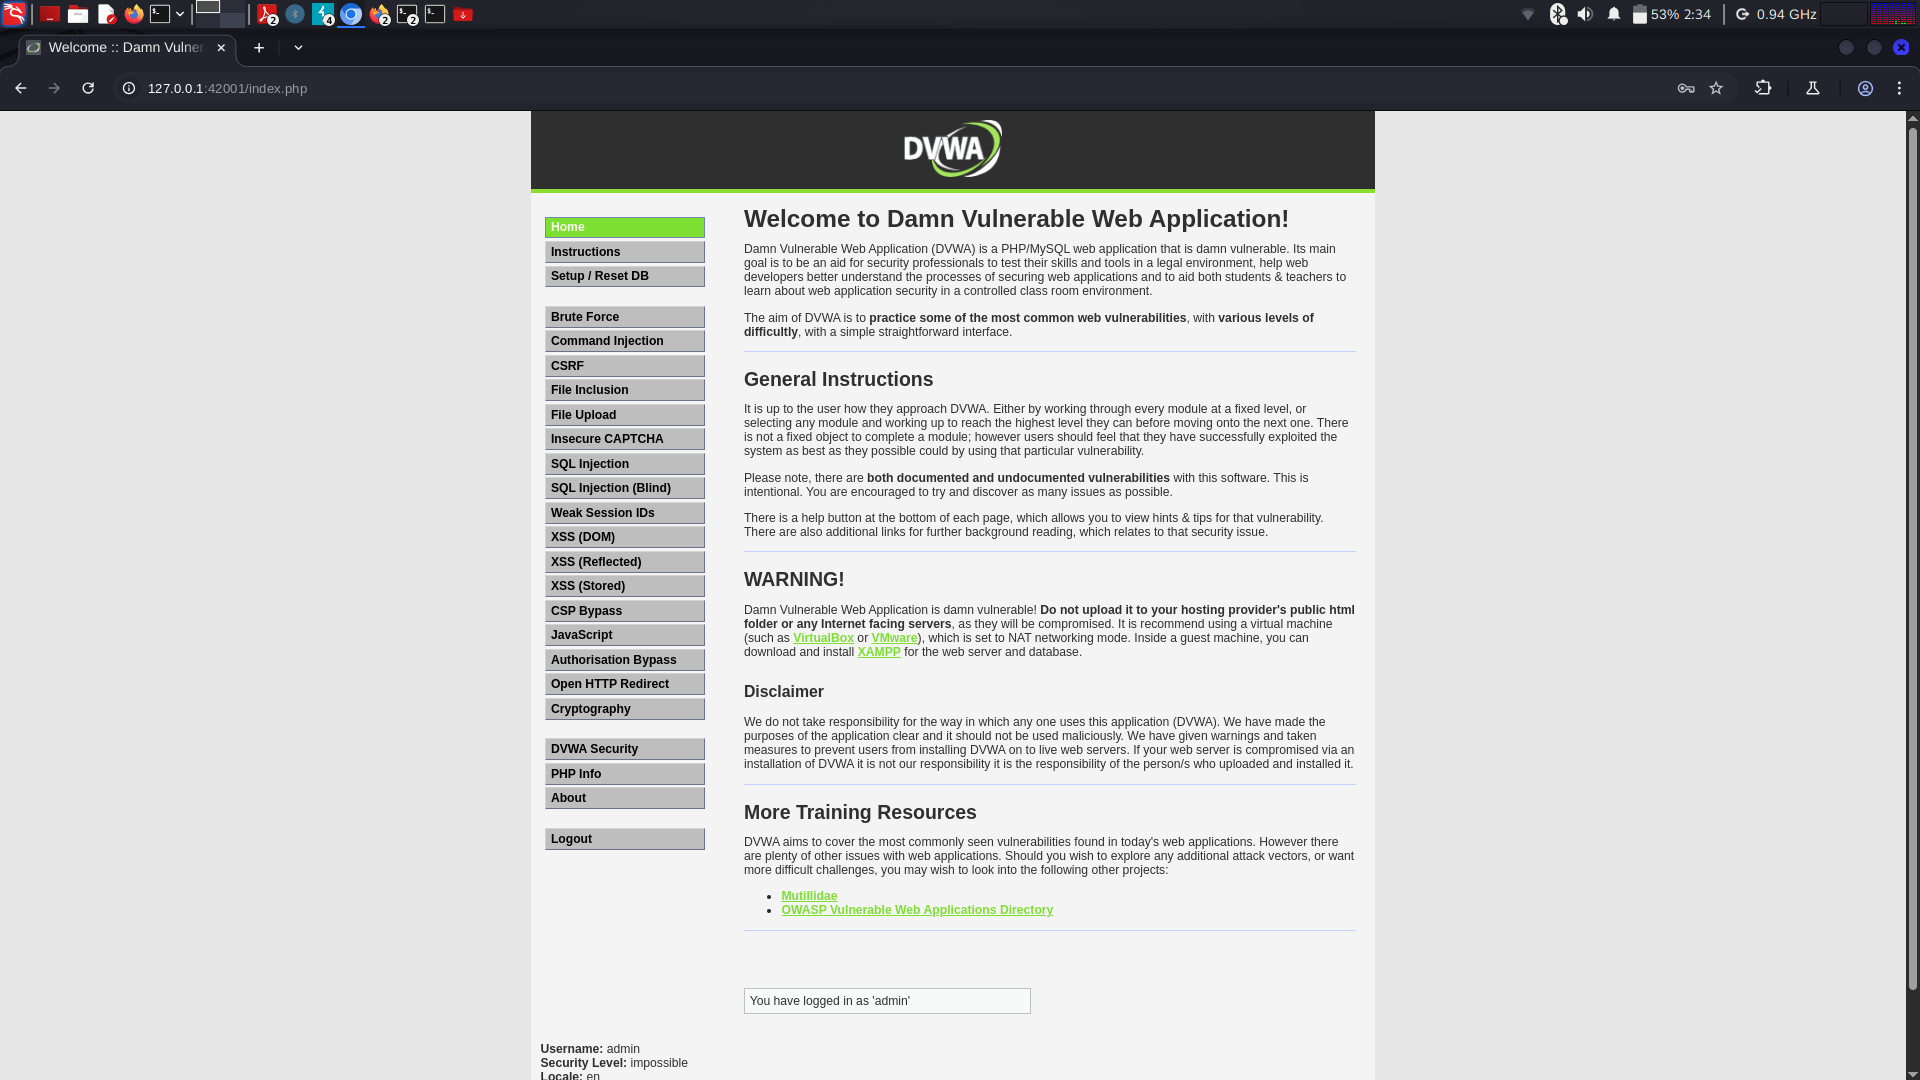 2
4
2
2
53% 2:34
0.94 GHz
Welcome :: Damn Vulner
127.0.0.1:42001/index.php
DVWA
Home
Instructions
Setup / Reset DB
Brute Force
Command Injection
CSRF
File Inclusion
File Upload
Insecure CAPTCHA
SQL Injection
SQL Injection (Blind)
Weak Session IDs
XSS (DOM)
XSS (Reflected)
XSS (Stored)
CSP Bypass
JavaScript
Authorisation Bypass
Open HTTP Redirect
Cryptography
DVWA Security
PHP Info
About
Logout
Welcome to Damn Vulnerable Web Application!
Damn Vulnerable Web Application (DVWA) is a PHP/MySQL web application that is damn vulnerable. Its main
goal is to be an aid for security professionals to test their skills and tools in a legal environment, help web
developers better understand the processes of securing web applications and to aid both students & teachers to
learn about web application security in a controlled class room environment.
The aim of DVWA is to practice some of the most common web vulnerabilities, with various levels of
difficultly, with a simple straightforward interface.
General Instructions
It is up to the user how they approach DVWA. Either by working through every module at a fixed level, or
selecting any module and working up to reach the highest level they can before moving onto the next one. There
is not a fixed object to complete a module; however users should feel that they have successfully exploited the
system as best as they possible could by using that particular vulnerability.
Please note, there are both documented and undocumented vulnerabilities with this software. This is
intentional. You are encouraged to try and discover as many issues as possible.
There is a help button at the bottom of each page, which allows you to view hints & tips for that vulnerability.
There are also additional links for further background reading, which relates to that security issue.
WARNING!
Damn Vulnerable Web Application is damn vulnerable! Do not upload it to your hosting provider's public html
folder or any Internet facing servers, as they will be compromised. It is recommend using a virtual machine
(such as VirtualBox or VMware), which is set to NAT networking mode. Inside a guest machine, you can
download and install XAMPP for the web server and database.
Disclaimer
We do not take responsibility for the way in which any one uses this application (DVWA). We have made the
purposes of the application clear and it should not be used maliciously. We have given warnings and taken
measures to prevent users from installing DVWA on to live web servers. If your web server is compromised via an
installation of DVWA it is not our responsibility it is the responsibility of the person/s who uploaded and installed it.
More Training Resources
DVWA aims to cover the most commonly seen vulnerabilities found in today's web applications. However there
are plenty of other issues with web applications. Should you wish to explore any additional attack vectors, or want
more difficult challenges, you may wish to look into the following other projects:
Mutillidae
OWASP Vulnerable Web Applications Directory
You have logged in as 'admin'
Username: admin
Security Level: impossible
Locale: en